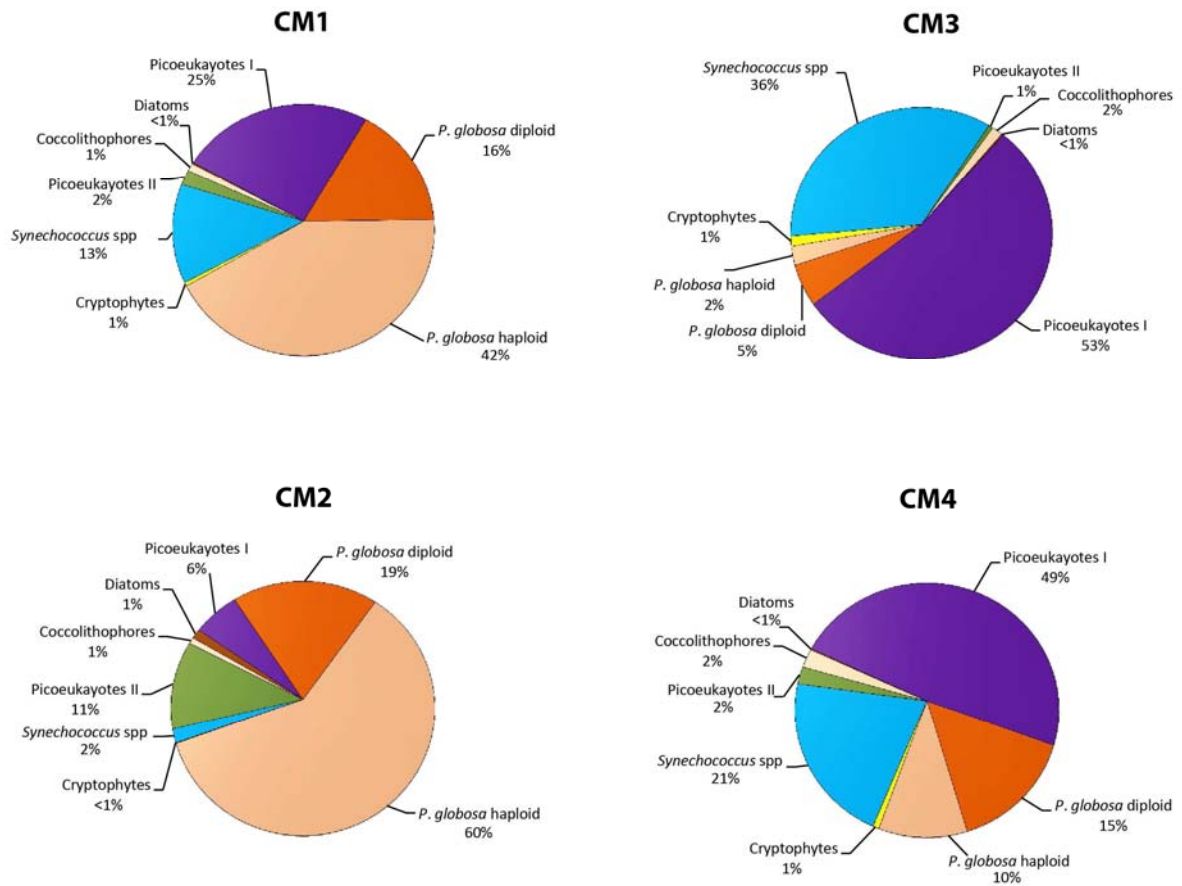 CM1
Picoeukayotes I
25%
Diatoms
<1%
Coccolithophores
1%
Picoeukayotes II
2%
Synechococcus spp
13%
Cryptophytes
1%
P. globosa diploid
16%
P. globosa haploid
42%
CM3
Synechococcus spp
36%
Picoeukayotes II
1%
Coccolithophores
2%
Diatoms
<1%
Cryptophytes
1%
P. globosa haploid
2%
P. globosa diploid
5%
Picoeukayotes I
53%
CM2
Picoeukayotes I
6%
P. globosa diploid
19%
Diatoms
1%
Coccolithophores
1%
Picoeukayotes II
11%
Synechococcus spp
2%
Cryptophytes
<1%
P. globosa haploid
60%
CM4
Picoeukayotes I
49%
Diatoms
<1%
Coccolithophores
2%
Picoeukayotes II
2%
Synechococcus spp
21%
Cryptophytes
1%
P. globosa haploid
10%
P. globosa diploid
15%